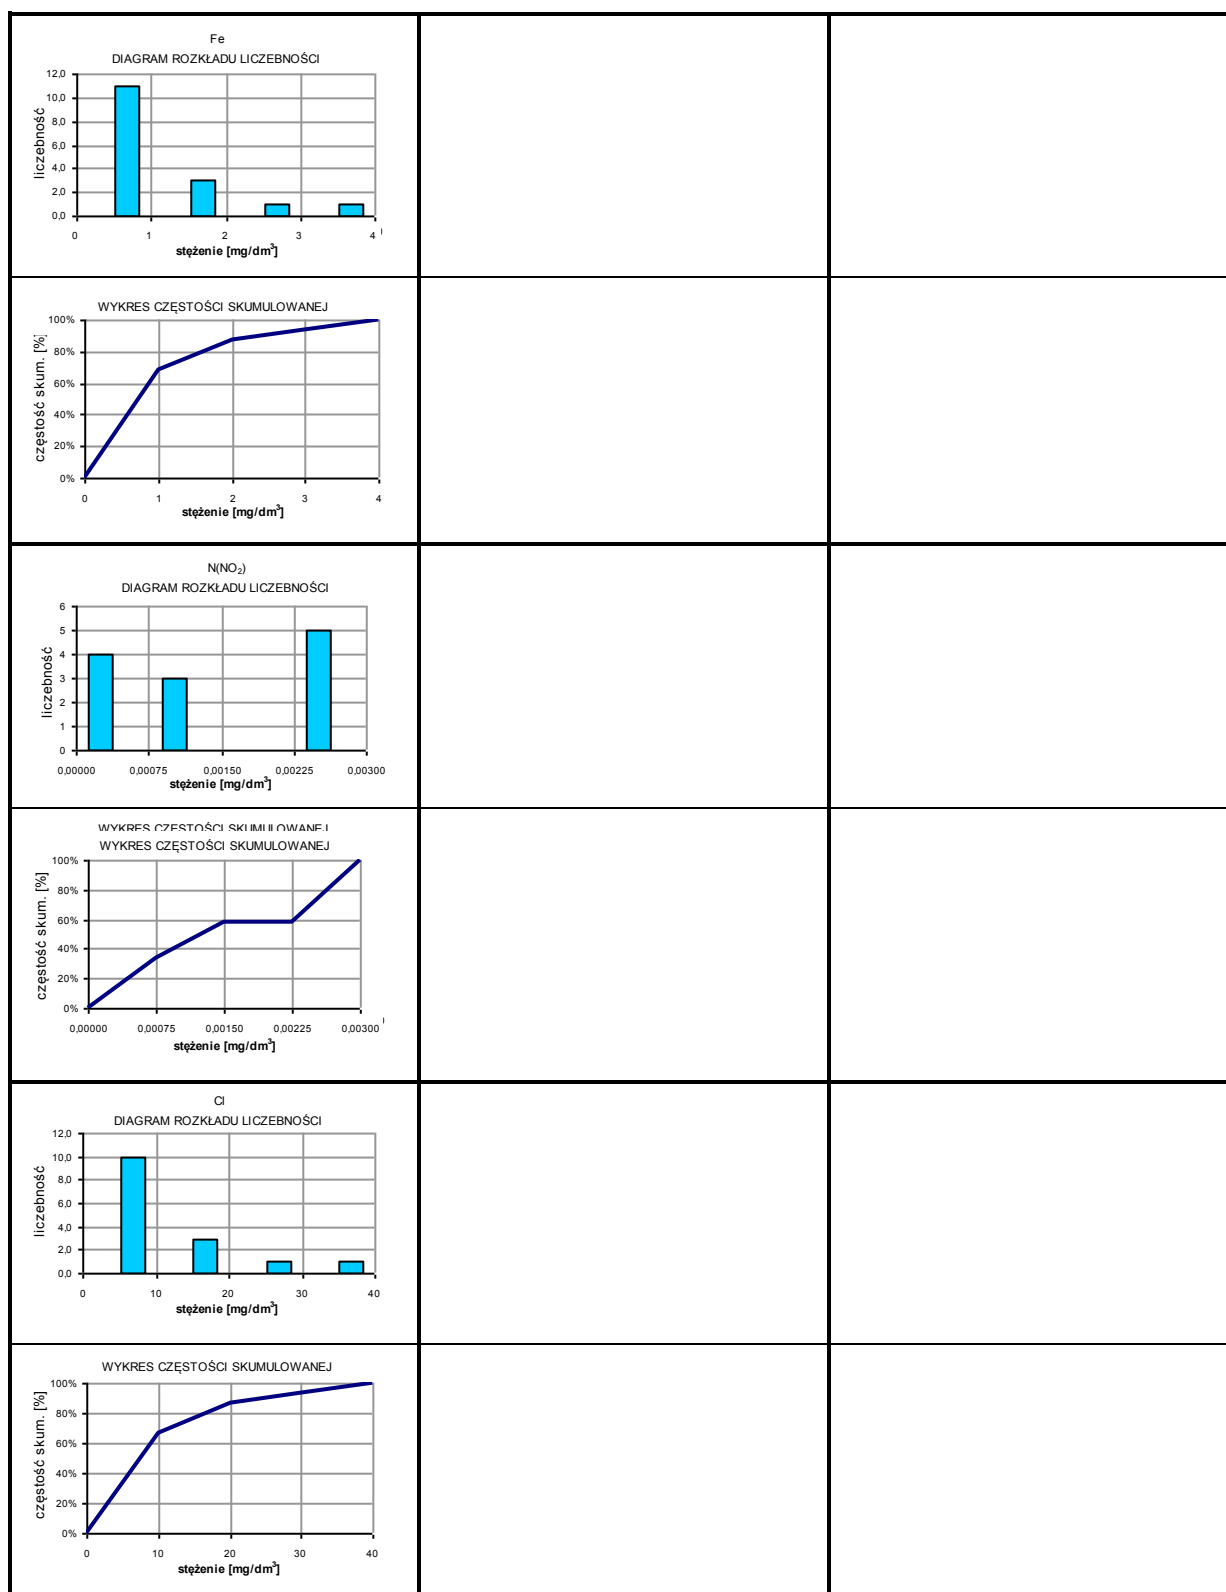 Fe
DIAGRAM ROZKŁADU LICZEBNOŚCI
liczebność
12,0
10,0
8,0
6,0
4,0
2,0
0,0
0 1 2 3 4
stężenie [mg/dm³]
WYKRES CZĘSTOŚCI SKUMULOWANEJ
częstość skum. [%]
100%
80%
60%
40%
20%
0%
0 1 2 3 4
stężenie [mg/dm³]
N(NO₂)
DIAGRAM ROZKŁADU LICZEBNOŚCI
liczebność
6
5
4
3
2
1
0
0,00000 0,00075 0,00150 0,00225 0,00300
stężenie [mg/dm³]
WYKRES CZĘSTOŚCI SKUMULOWANEJ
WYKRES CZĘSTOŚCI SKUMULOWANEJ
częstość skum. [%]
100%
80%
60%
40%
20%
0%
0,00000 0,00075 0,00150 0,00225 0,00300
stężenie [mg/dm³]
Cl
DIAGRAM ROZKŁADU LICZEBNOŚCI
liczebność
12,0
10,0
8,0
6,0
4,0
2,0
0,0
0 10 20 30 40
stężenie [mg/dm³]
WYKRES CZĘSTOŚCI SKUMULOWANEJ
częstość skum. [%]
100%
80%
60%
40%
20%
0%
0 10 20 30 40
stężenie [mg/dm³]